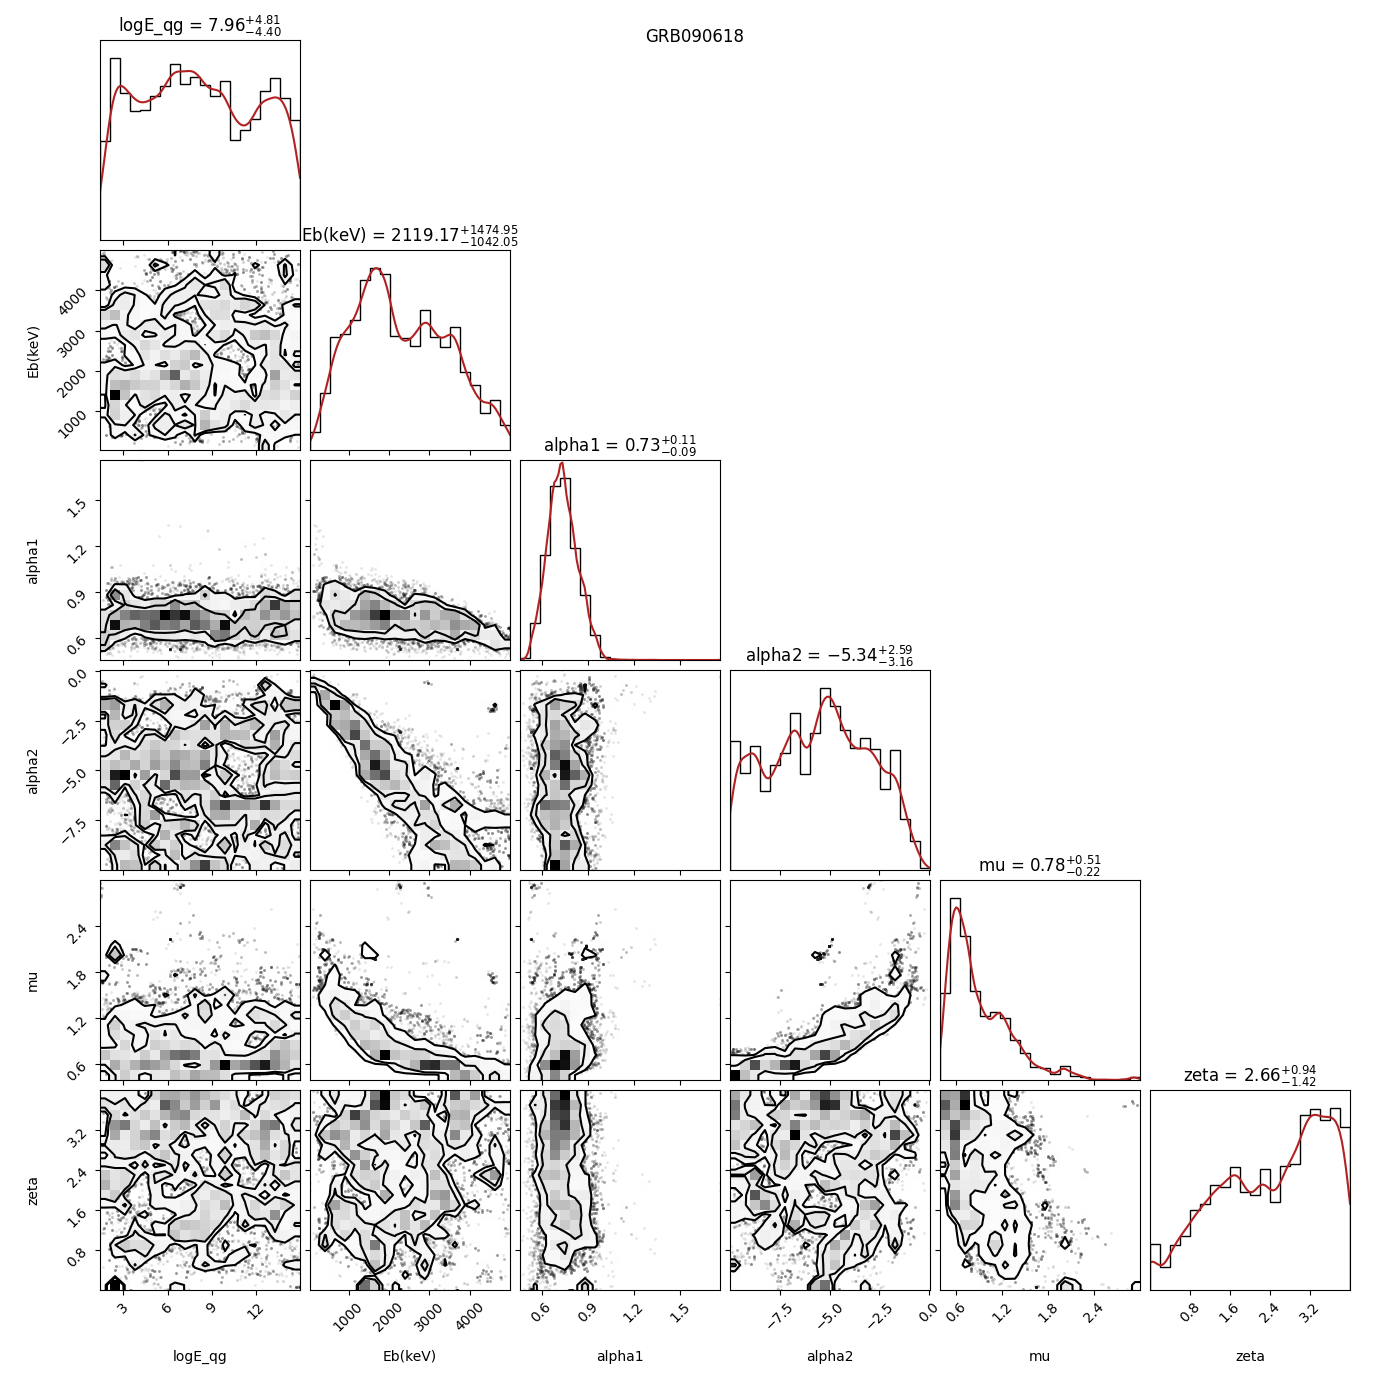 GRB090618
logE_qg = 7.96 +4.81 −4.40
Eb(keV) = 2119.17 +1474.95 −1042.05
Eb(keV)
4000
3000
2000
1000
alpha1 = 0.73 +0.11 −0.09
alpha1
1.5
1.2
0.9
0.6
alpha2 = −5.34 +2.59 −3.16
alpha2
0.0
−2.5
−5.0
−7.5
mu = 0.78 +0.51 −0.22
mu
2.4
1.8
1.2
0.6
zeta = 2.66 +0.94 −1.42
zeta
3.2
2.4
1.6
0.8
3 6 9 12
1000 2000 3000 4000
0.6 0.9 1.2 1.5
−7.5 −5.0 −2.5 0.0
0.6 1.2 1.8 2.4
0.8 1.6 2.4 3.2
logE_qg Eb(keV) alpha1 alpha2 mu zeta